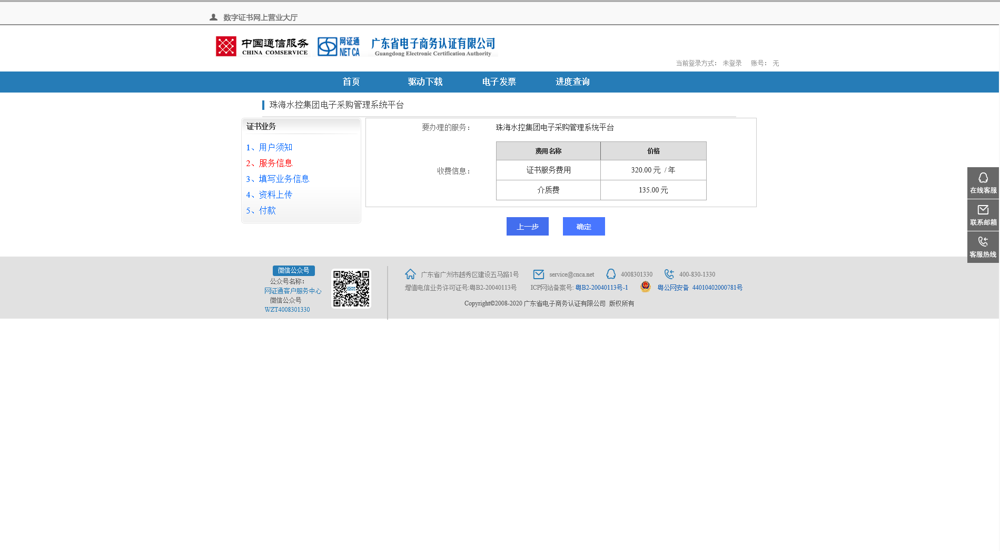 数字证书网上营业大厅
中国通信服务
CHINA COMSERVICE
网证通
NET CA
广东省电子商务认证有限公司
Guangdong Electronic Certification Authority
当前登录方式： 未登录 账号： 无
首页 驱动下载 电子发票 进度查询
珠海水控集团电子采购管理系统平台
证书业务
1、用户须知
2、服务信息
3、填写业务信息
4、资料上传
5、付款
要办理的服务： 珠海水控集团电子采购管理系统平台
收费信息：
费用名称 价格
证书服务费用 320.00 元 / 年
介质费 135.00 元
上一步 确定
在线客服
联系邮箱
客服热线
微信公众号
公众号名称：
网证通客户服务中心
微信公众号
WZT4008301330
广东省广州市越秀区建设五马路1号 service@cnca.net 4008301330 400-830-1330
增值电信业务许可证号:粤B2-20040113号 ICP网站备案号: 粤B2-20040113号-1 粤公网安备 44010402000781号
Copyright©2008-2020 广东省电子商务认证有限公司 版权所有